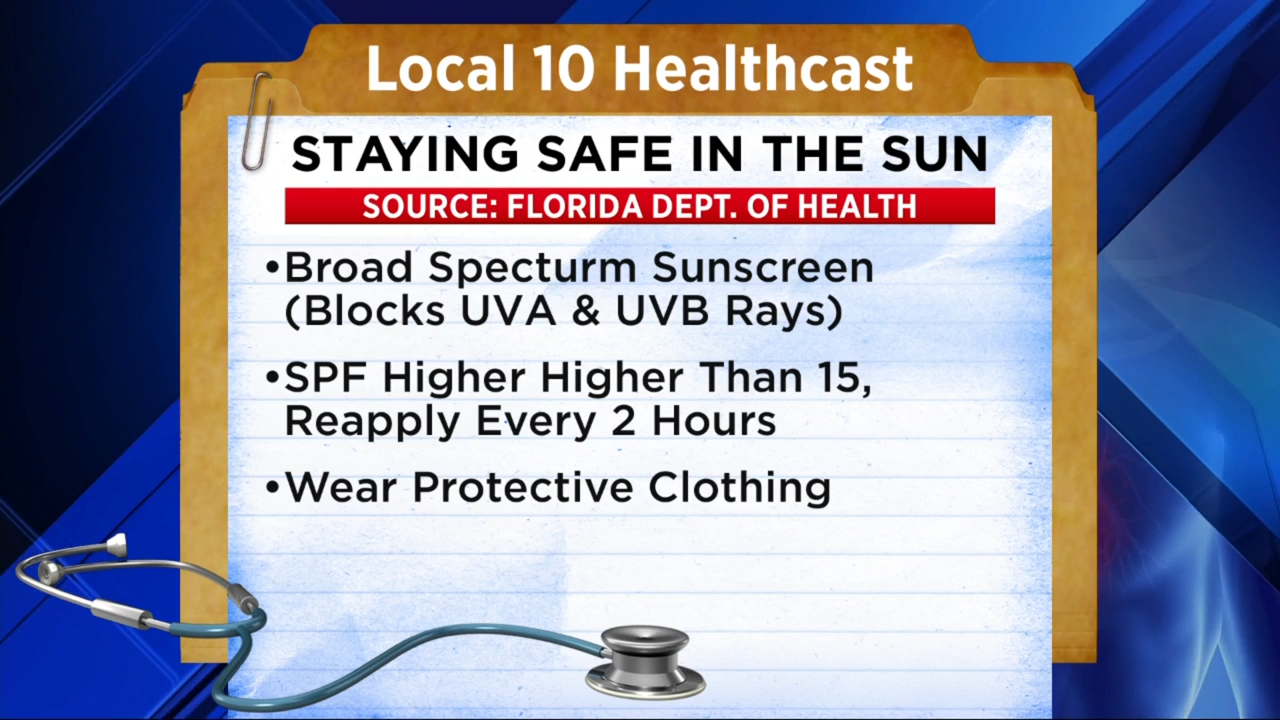 Local 10 Healthcast
STAYING SAFE IN THE SUN
SOURCE: FLORIDA DEPT. OF HEALTH
•Broad Specturm Sunscreen
(Blocks UVA & UVB Rays)
•SPF Higher Higher Than 15,
Reapply Every 2 Hours
•Wear Protective Clothing